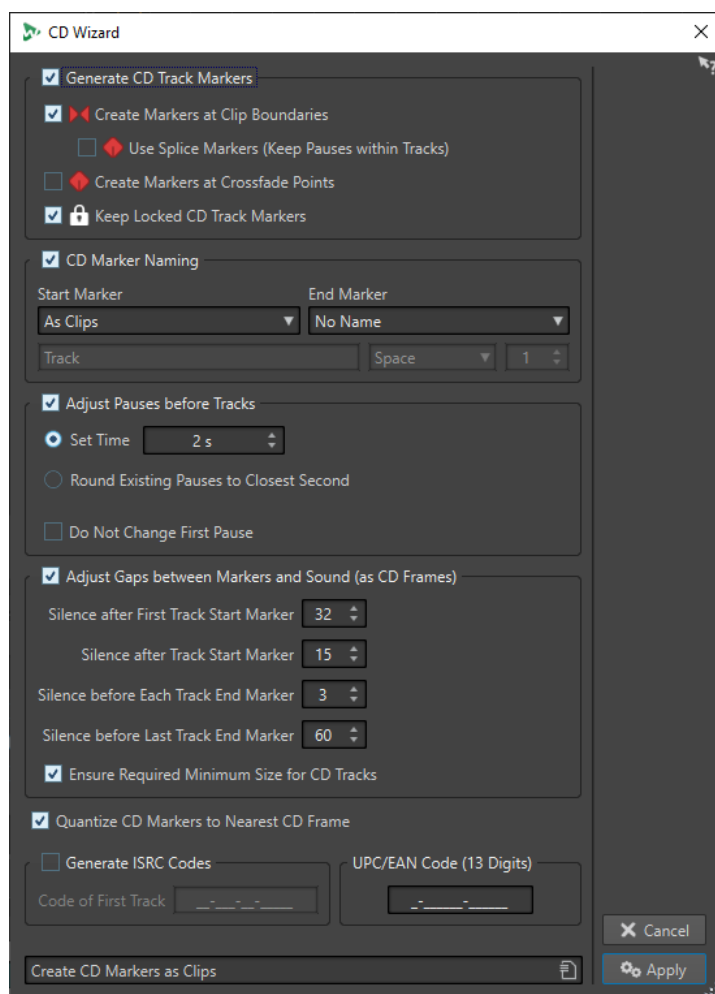 CD Wizard
Generate CD Track Markers
Create Markers at Clip Boundaries
Use Splice Markers (Keep Pauses within Tracks)
Create Markers at Crossfade Points
Keep Locked CD Track Markers
CD Marker Naming
Start Marker End Marker
As Clips No Name
Track Space 1
Adjust Pauses before Tracks
Set Time 2 s
Round Existing Pauses to Closest Second
Do Not Change First Pause
Adjust Gaps between Markers and Sound (as CD Frames)
Silence after First Track Start Marker 32
Silence after Track Start Marker 15
Silence before Each Track End Marker 3
Silence before Last Track End Marker 60
Ensure Required Minimum Size for CD Tracks
Quantize CD Markers to Nearest CD Frame
Generate ISRC Codes UPC/EAN Code (13 Digits)
Code of First Track __-___-__-_____ _-______-______
Cancel
Create CD Markers as Clips Apply